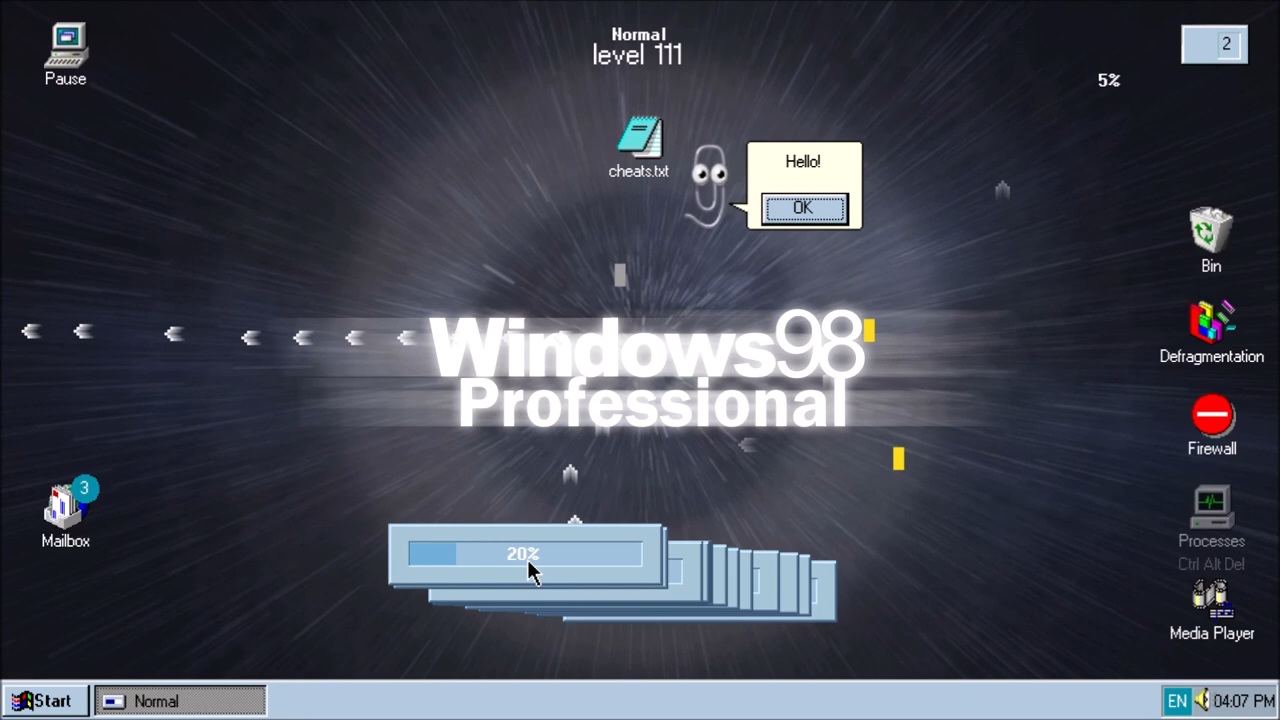 Pause
Normal
level 111
2
5%
cheats.txt
Hello!
OK
Bin
Windows98
Professional
Defragmentation
Firewall
3
Mailbox
20%
Processes
Ctrl Alt Del
Media Player
Start
Normal
EN
04:07 PM